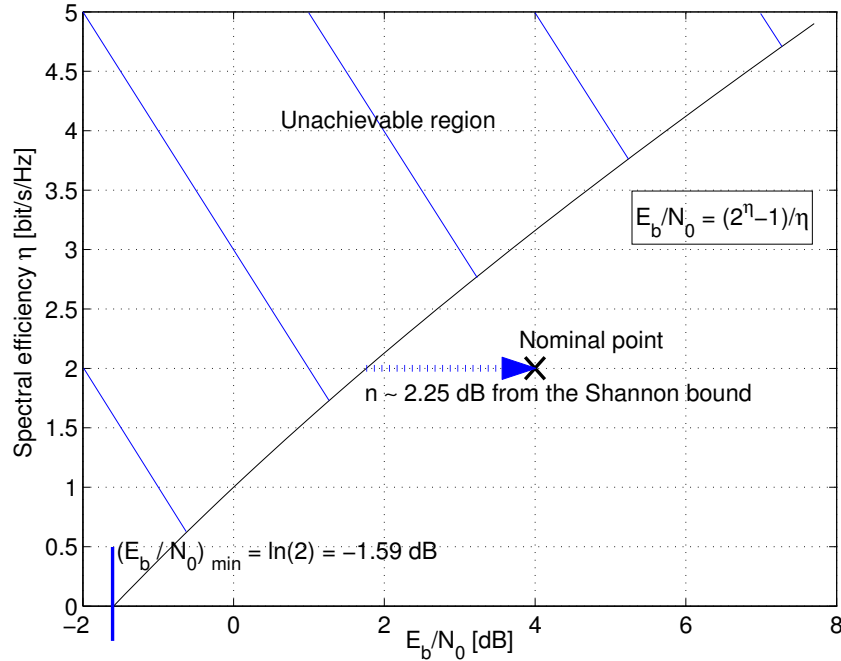 5
4.5
4
3.5
3
2.5
2
1.5
1
0.5
0
Spectral efficiency η [bit/s/Hz]
Unachievable region
E_b/N_0 = (2^η−1)/η
Nominal point
n ~ 2.25 dB from the Shannon bound
(E_b / N_0)_min = ln(2) = −1.59 dB
−2 0 2 4 6 8
E_b/N_0 [dB]